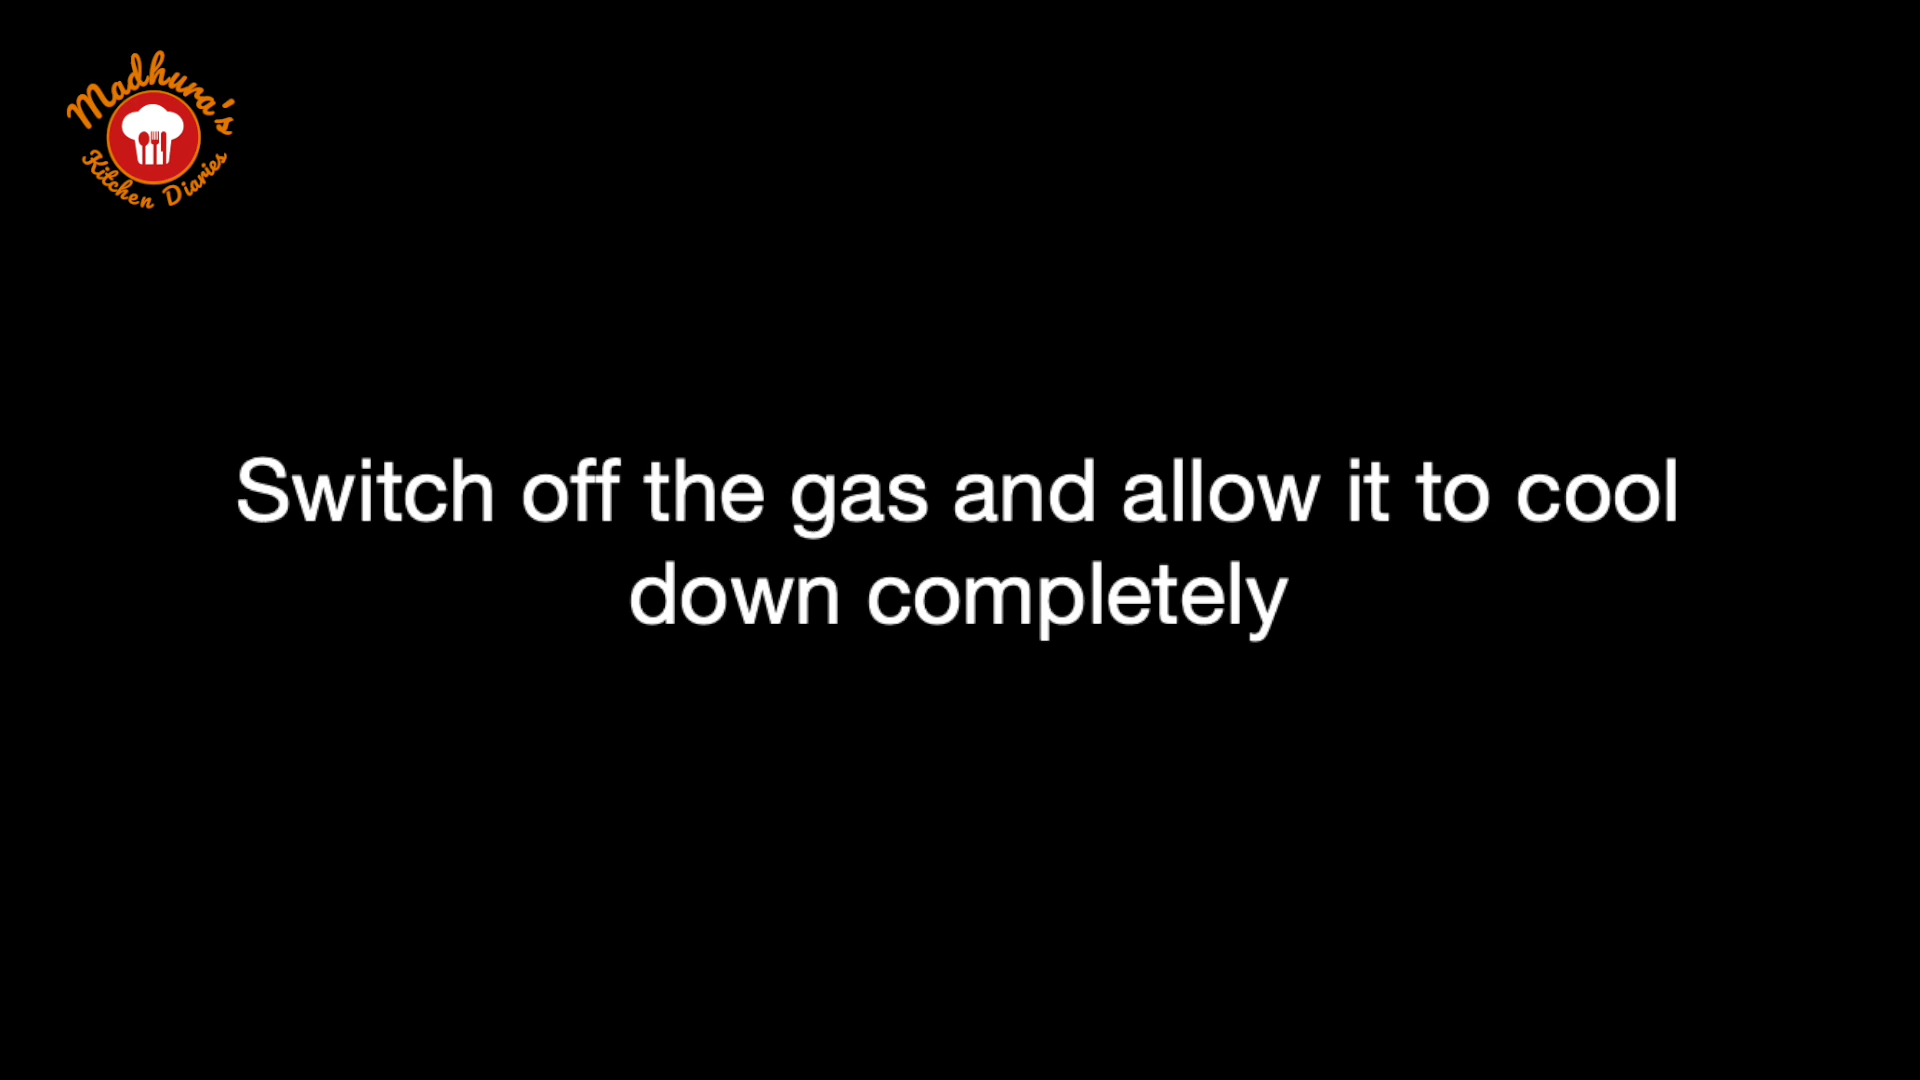 Madhura's
Kitchen Diaries
Switch off the gas and allow it to cool
down completely